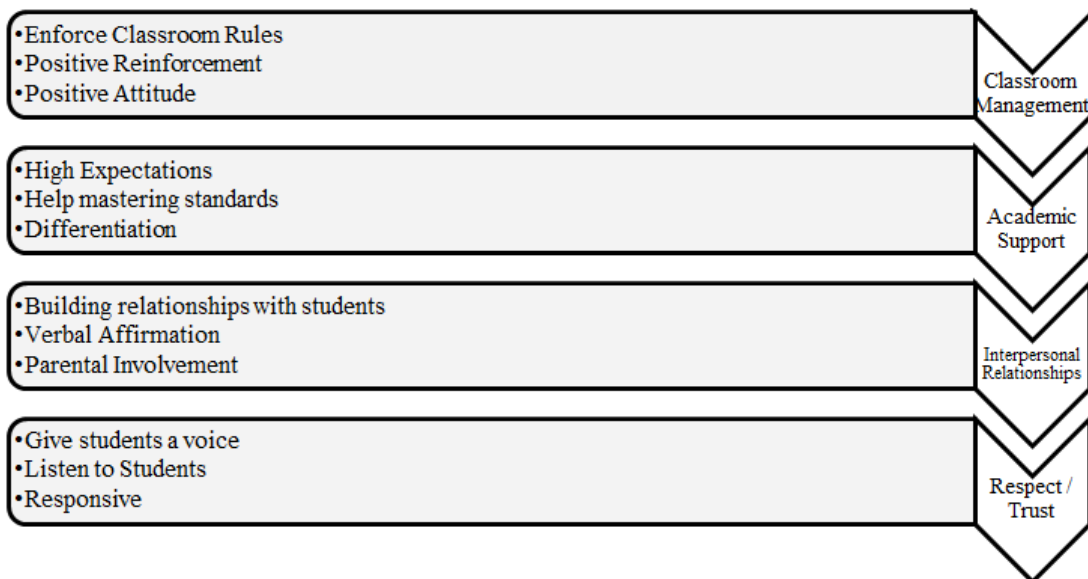 •Enforce Classroom Rules
•Positive Reinforcement
•Positive Attitude
Classroom
Management
•High Expectations
•Help mastering standards
•Differentiation
Academic
Support
•Building relationships with students
•Verbal Affirmation
•Parental Involvement
Interpersonal
Relationships
•Give students a voice
•Listen to Students
•Responsive
Respect /
Trust